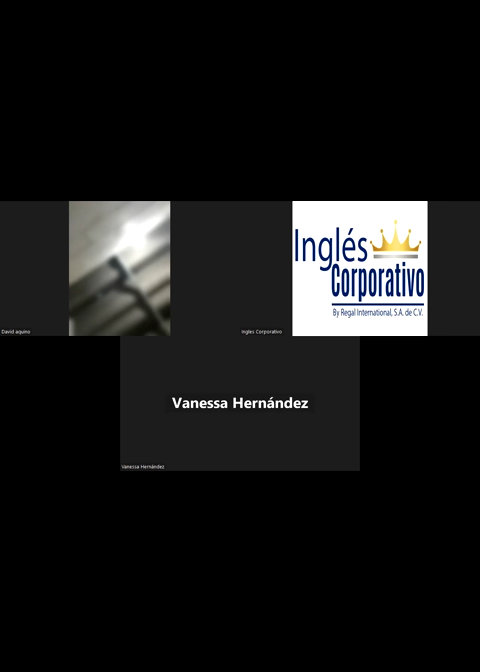 Inglés
Corporativo
By Regal International, S.A. de C.V.
David aquino
Ingles Corporativo
Vanessa Hernández
Vanessa Hernández